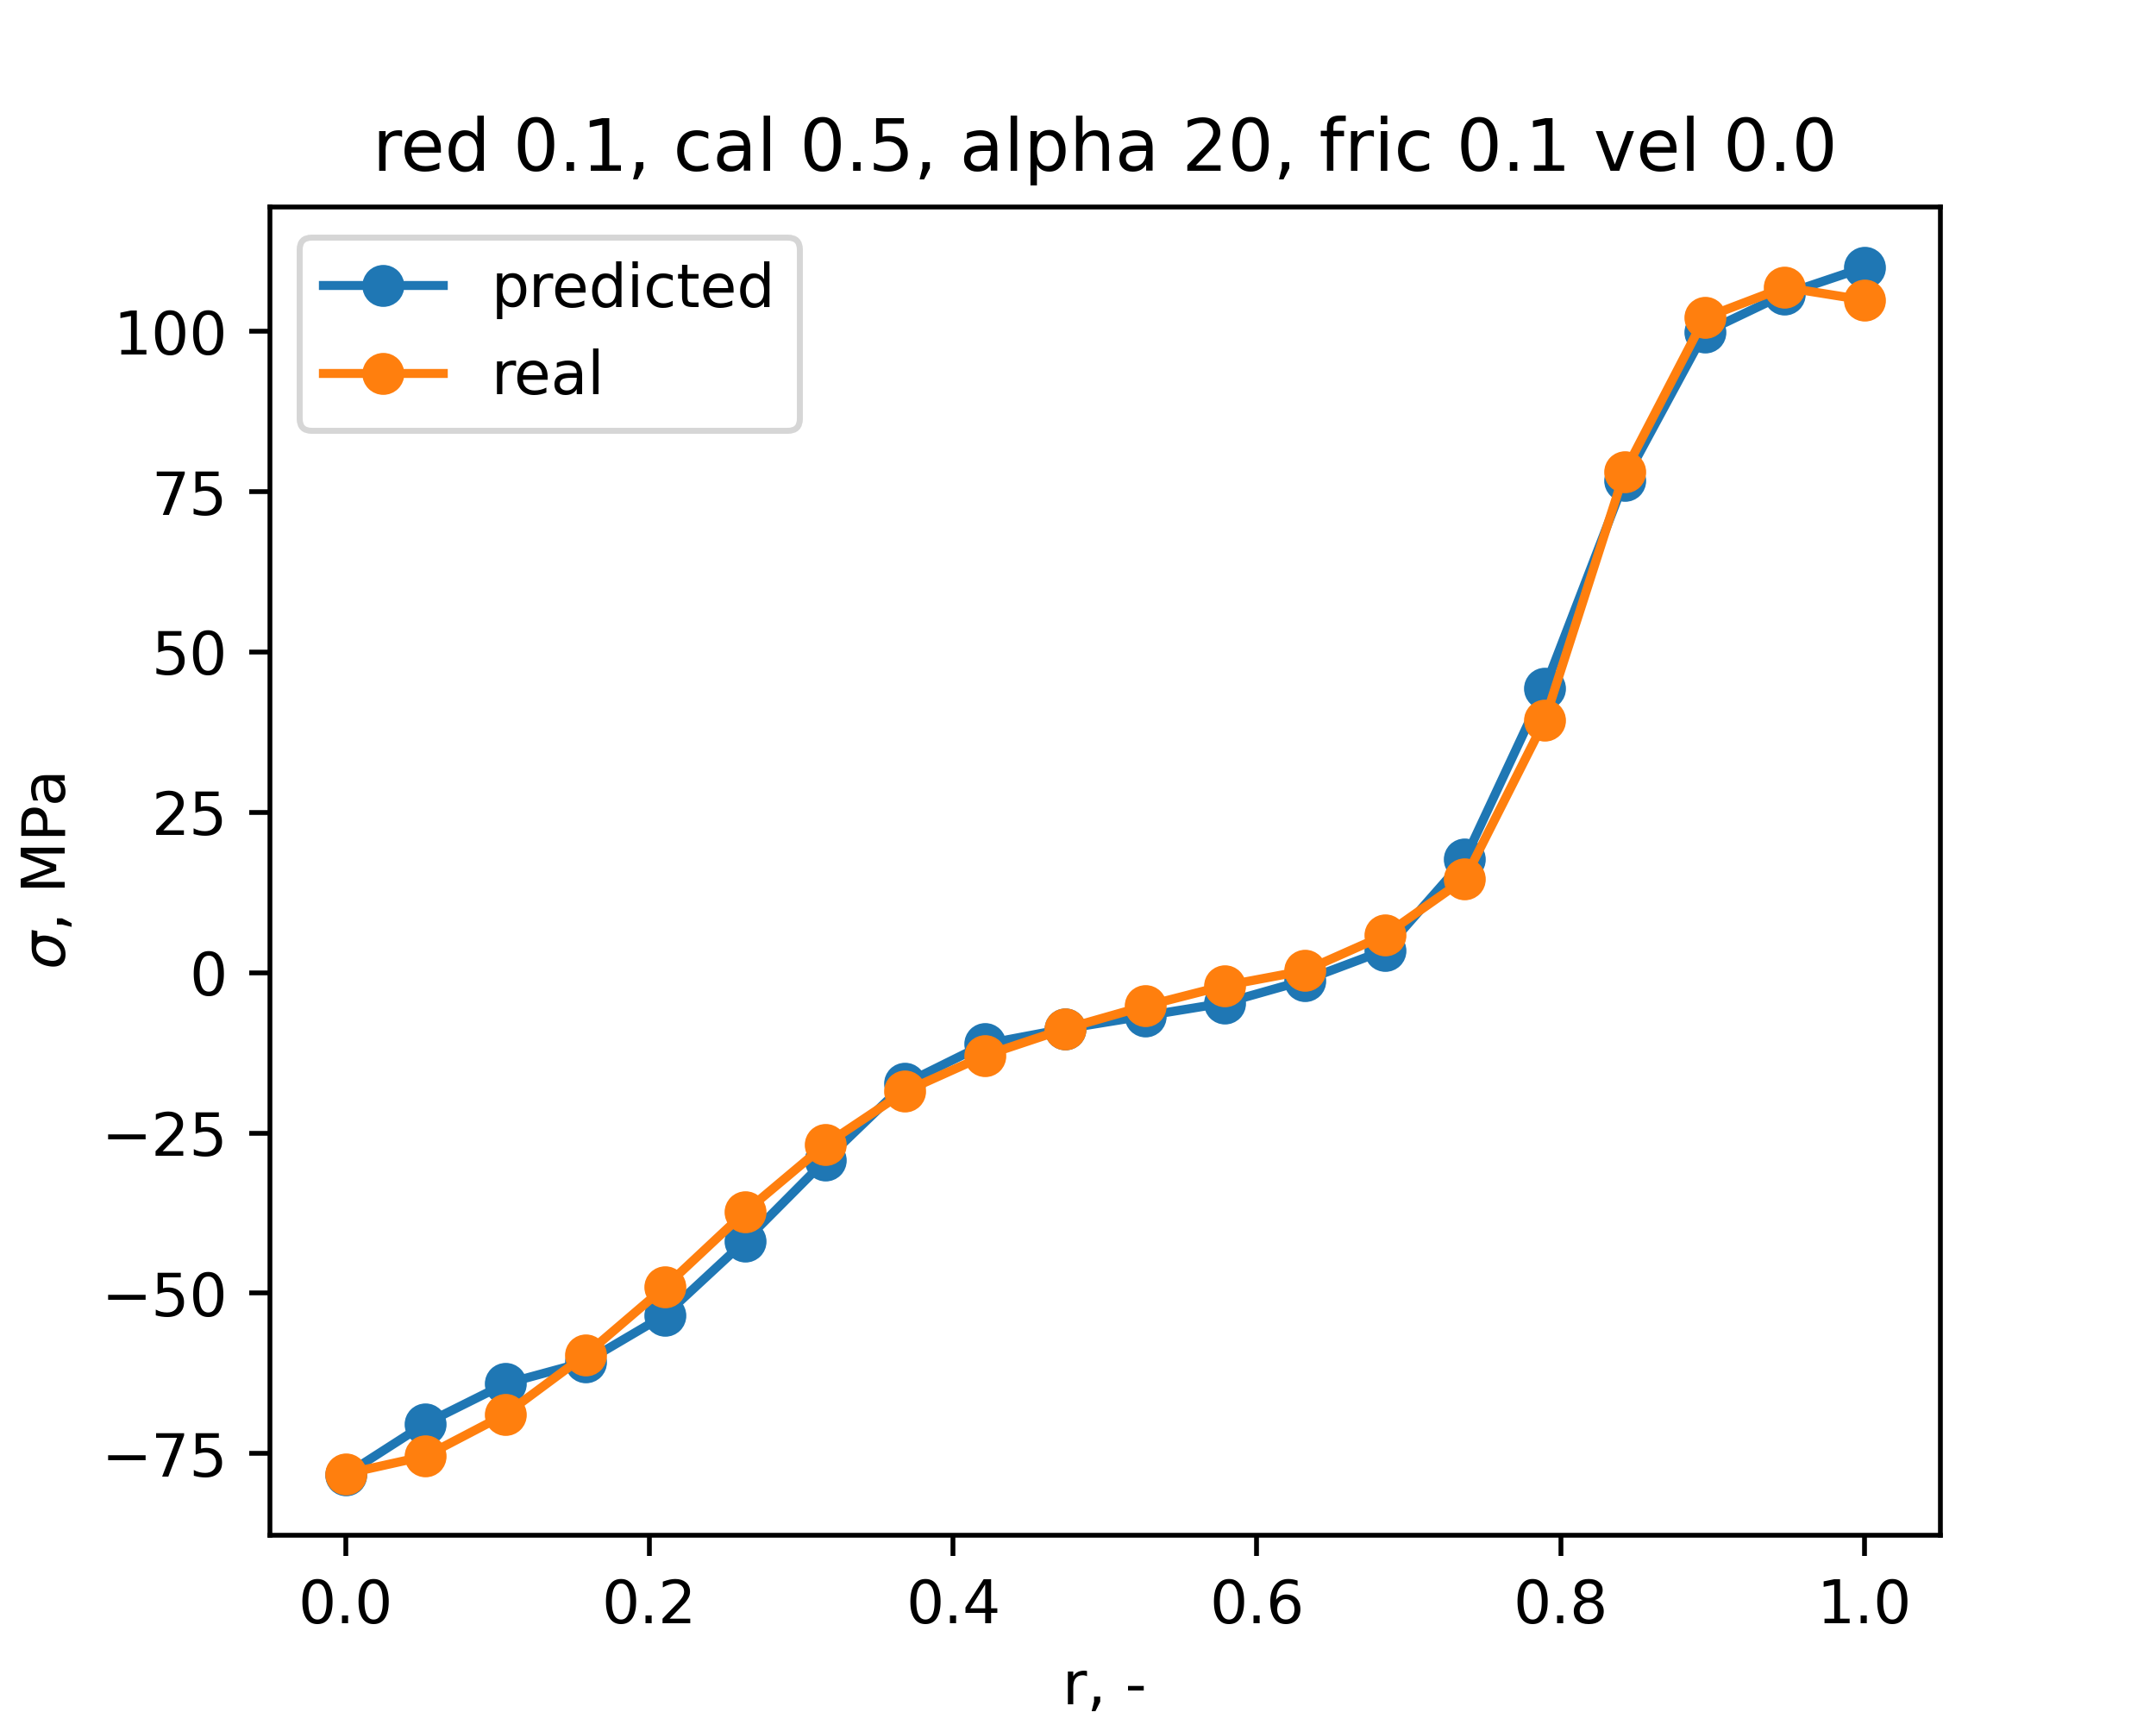 red 0.1, cal 0.5, alpha 20, fric 0.1 vel 0.0
predicted
real
100
75
50
25
0
−25
−50
−75
σ, MPa
0.0 0.2 0.4 0.6 0.8 1.0
r, -